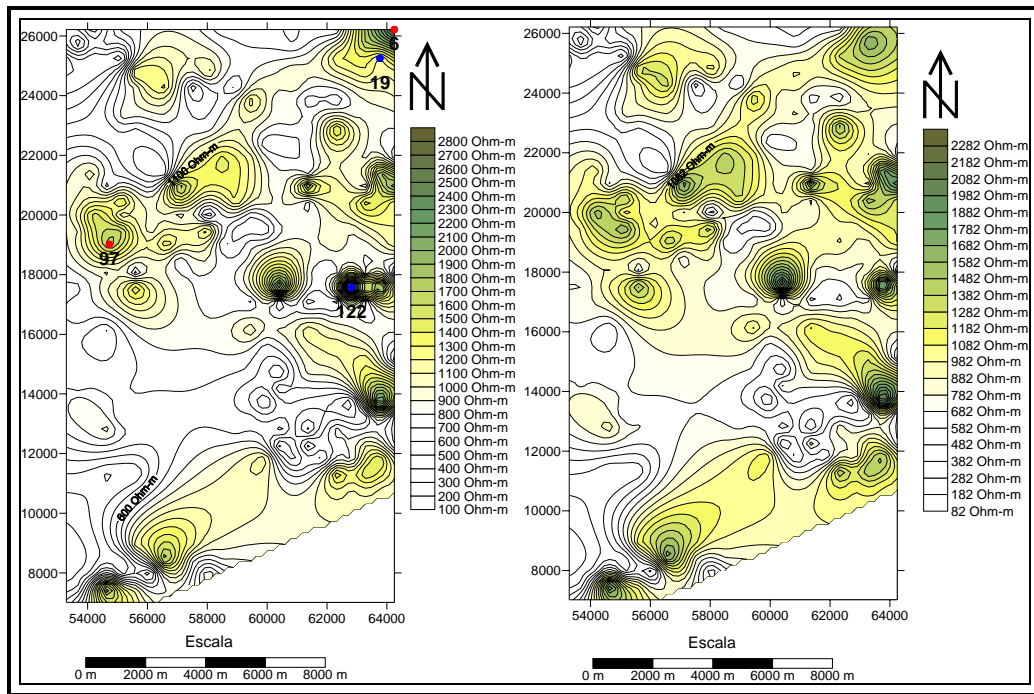 26000
24000
22000
20000
18000
16000
14000
12000
10000
8000
54000 56000 58000 60000 62000 64000
6
19
97
122
600 Ohm-m
N
2800 Ohm-m
2700 Ohm-m
2600 Ohm-m
2500 Ohm-m
2400 Ohm-m
2300 Ohm-m
2200 Ohm-m
2100 Ohm-m
2000 Ohm-m
1900 Ohm-m
1800 Ohm-m
1700 Ohm-m
1600 Ohm-m
1500 Ohm-m
1400 Ohm-m
1300 Ohm-m
1200 Ohm-m
1100 Ohm-m
1000 Ohm-m
900 Ohm-m
800 Ohm-m
700 Ohm-m
600 Ohm-m
500 Ohm-m
400 Ohm-m
300 Ohm-m
200 Ohm-m
100 Ohm-m
Escala
0 m 2000 m 4000 m 6000 m 8000 m
26000
24000
22000
20000
18000
16000
14000
12000
10000
8000
54000 56000 58000 60000 62000 64000
1082 Ohm-m
N
2282 Ohm-m
2182 Ohm-m
2082 Ohm-m
1982 Ohm-m
1882 Ohm-m
1782 Ohm-m
1682 Ohm-m
1582 Ohm-m
1482 Ohm-m
1382 Ohm-m
1282 Ohm-m
1182 Ohm-m
1082 Ohm-m
982 Ohm-m
882 Ohm-m
782 Ohm-m
682 Ohm-m
582 Ohm-m
482 Ohm-m
382 Ohm-m
282 Ohm-m
182 Ohm-m
82 Ohm-m
Escala
0 m 2000 m 4000 m 6000 m 8000 m